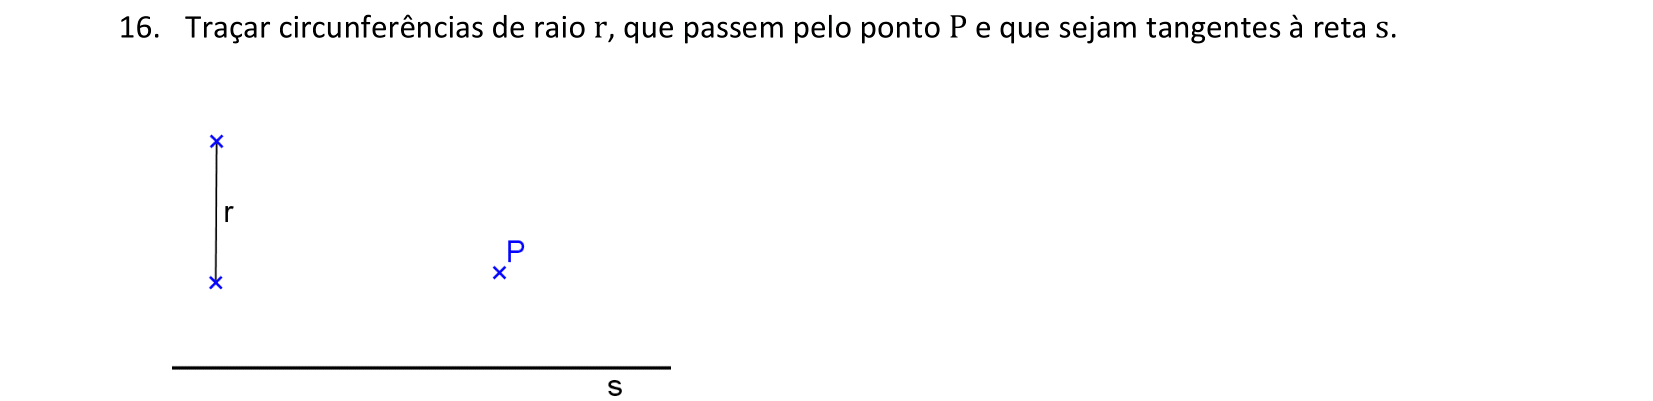 16. Traçar circunferências de raio r, que passem pelo ponto P e que sejam tangentes à reta s.
r
P
s